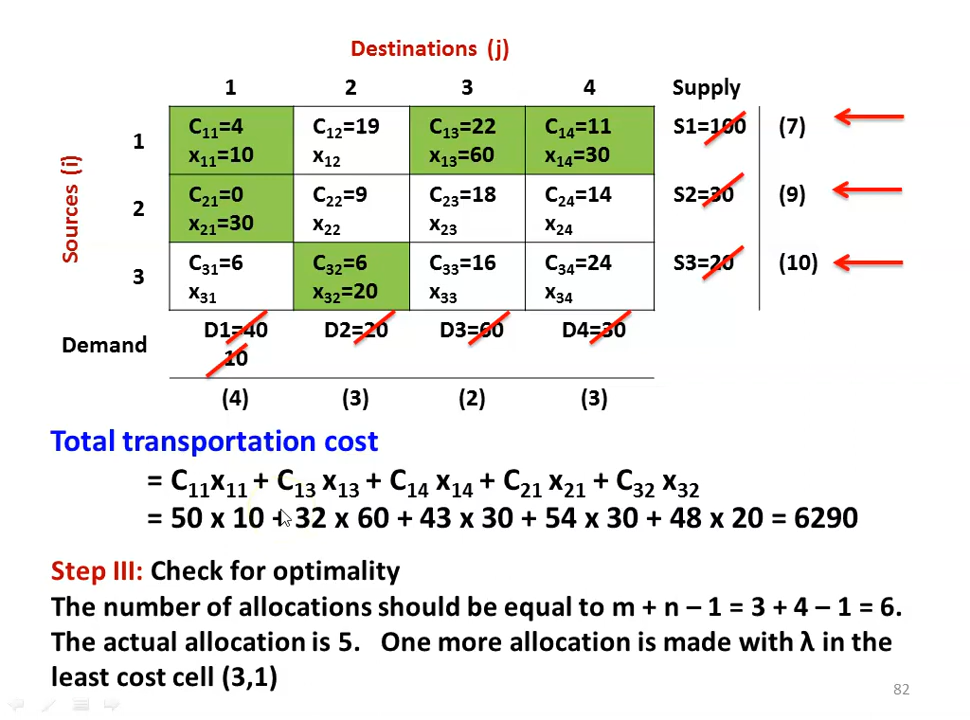 Destinations (j)
1 2 3 4 Supply
Sources (i)
1
C₁₁=4 C₁₂=19 C₁₃=22 C₁₄=11 S1=100 (7)
x₁₁=10 x₁₂ x₁₃=60 x₁₄=30
2
C₂₁=0 C₂₂=9 C₂₃=18 C₂₄=14 S2=30 (9)
x₂₁=30 x₂₂ x₂₃ x₂₄
3
C₃₁=6 C₃₂=6 C₃₃=16 C₃₄=24 S3=20 (10)
x₃₁ x₃₂=20 x₃₃ x₃₄
Demand D1=40 D2=20 D3=60 D4=30
10
(4) (3) (2) (3)
Total transportation cost
= C₁₁x₁₁ + C₁₃ x₁₃ + C₁₄ x₁₄ + C₂₁ x₂₁ + C₃₂ x₃₂
= 50 x 10 + 32 x 60 + 43 x 30 + 54 x 30 + 48 x 20 = 6290
Step III: Check for optimality
The number of allocations should be equal to m + n – 1 = 3 + 4 – 1 = 6.
The actual allocation is 5. One more allocation is made with λ in the
least cost cell (3,1)
82